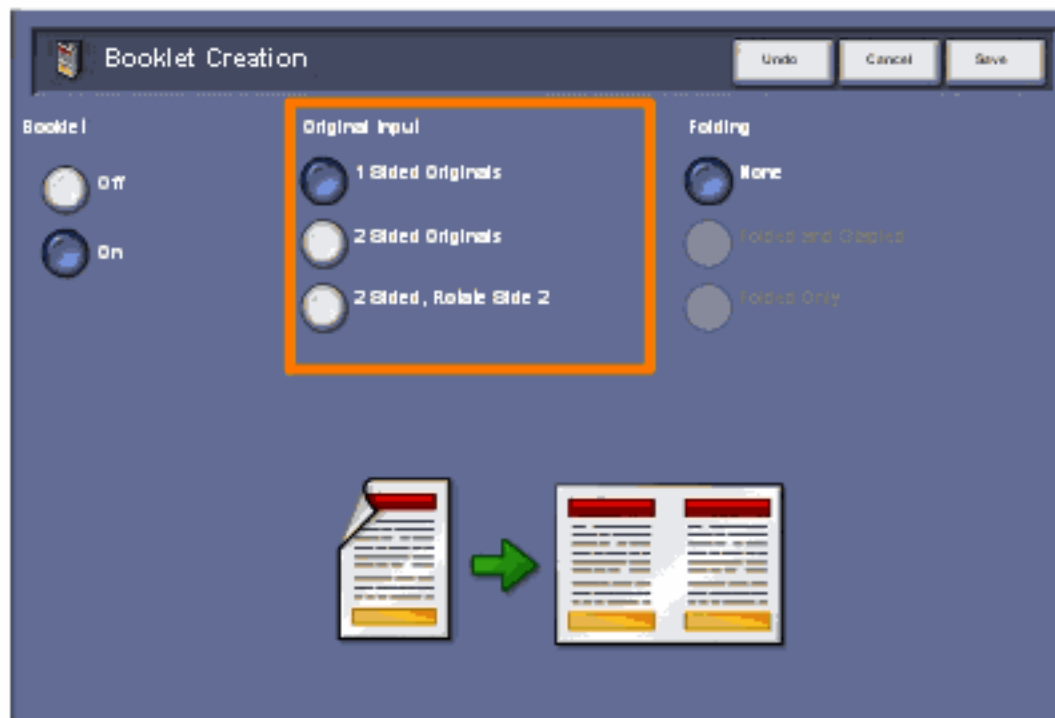 Booklet Creation
Undo
Cancel
Save
Booklet
Off
On
Original Input
1 Sided Originals
2 Sided Originals
2 Sided, Rotate Side 2
Folding
None
Folded and Stapled
Folded Only